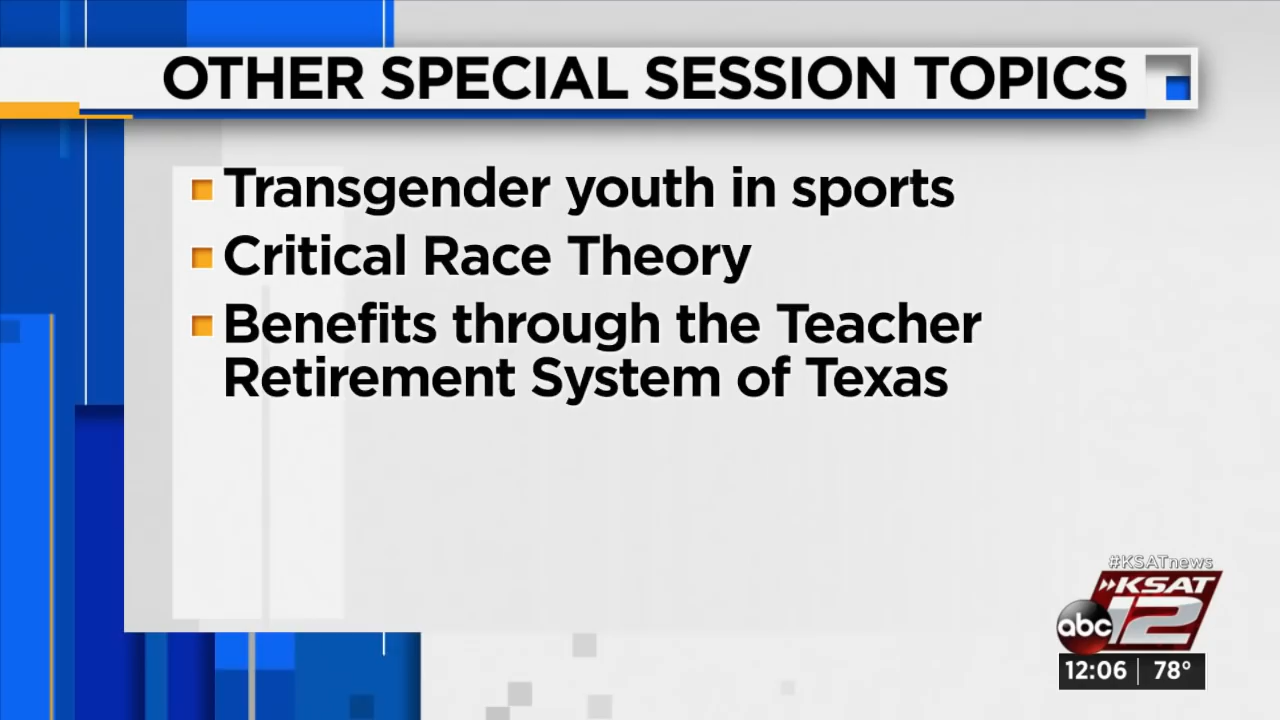 OTHER SPECIAL SESSION TOPICS
Transgender youth in sports
Critical Race Theory
Benefits through the Teacher
Retirement System of Texas
#KSATnews
KSAT
abc 12
12:06 78°